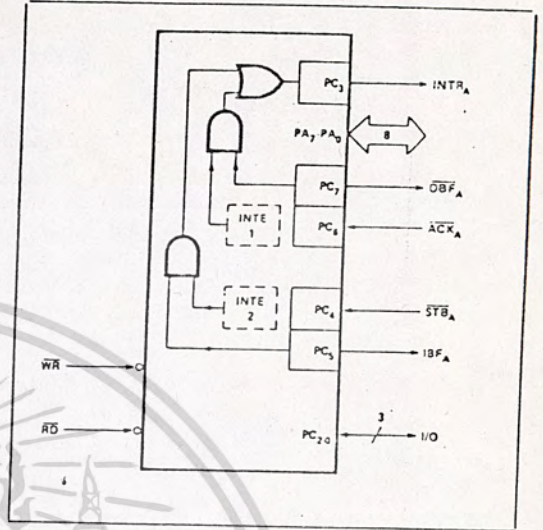 PC3
INTRA
PA7-PA0
8
PC7
OBFA
INTE
1
PC6
ACKA
INTE
2
PC4
STBA
PC5
IBFA
WR
RD
PC2-0
3
I/O